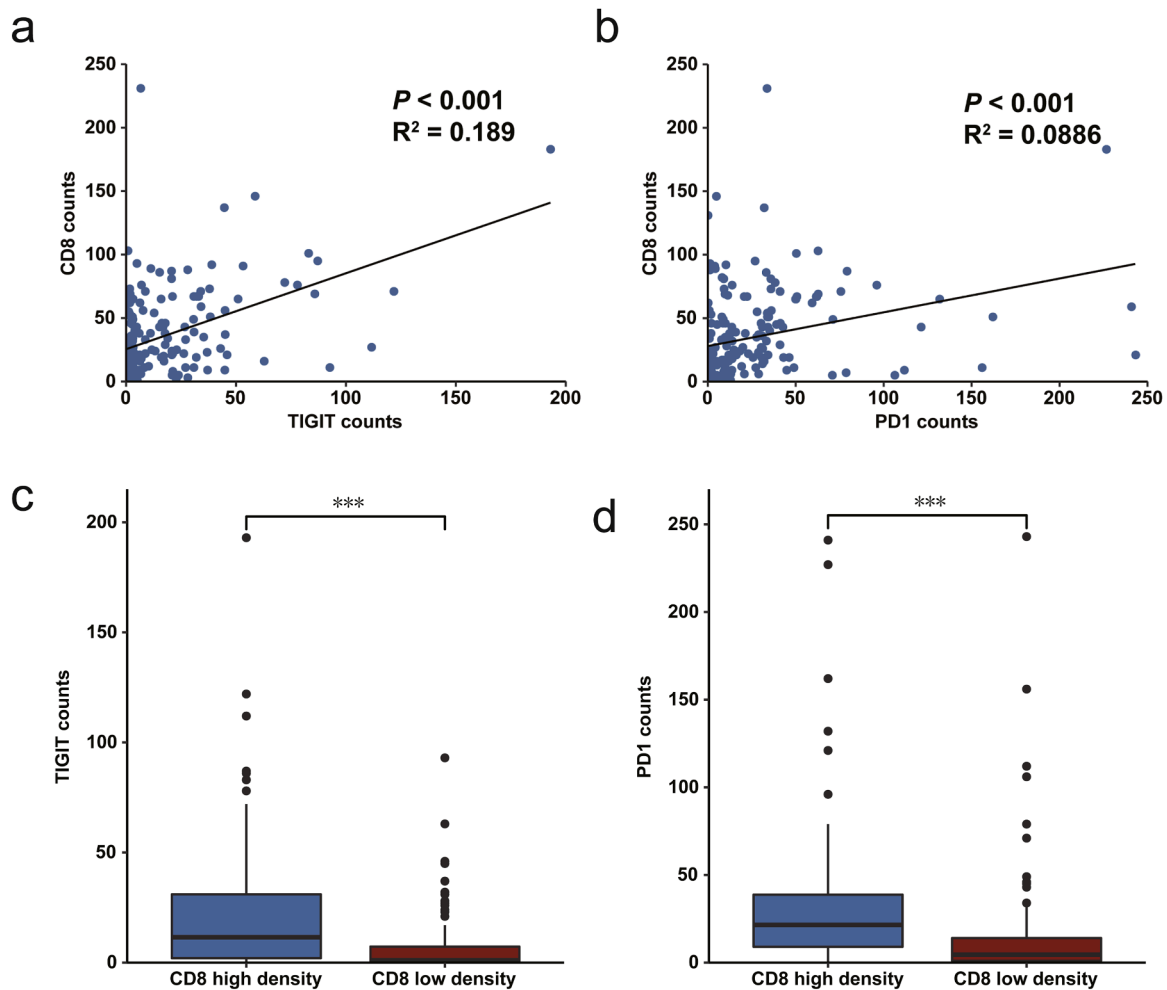 a
250
200
150
100
50
0
CD8 counts
P < 0.001
R² = 0.189
0
50
100
150
200
TIGIT counts
b
250
200
150
100
50
0
CD8 counts
P < 0.001
R² = 0.0886
0
50
100
150
200
250
PD1 counts
c
200
150
100
50
0
TIGIT counts
***
CD8 high density
CD8 low density
d
250
200
150
100
50
0
PD1 counts
***
CD8 high density
CD8 low density